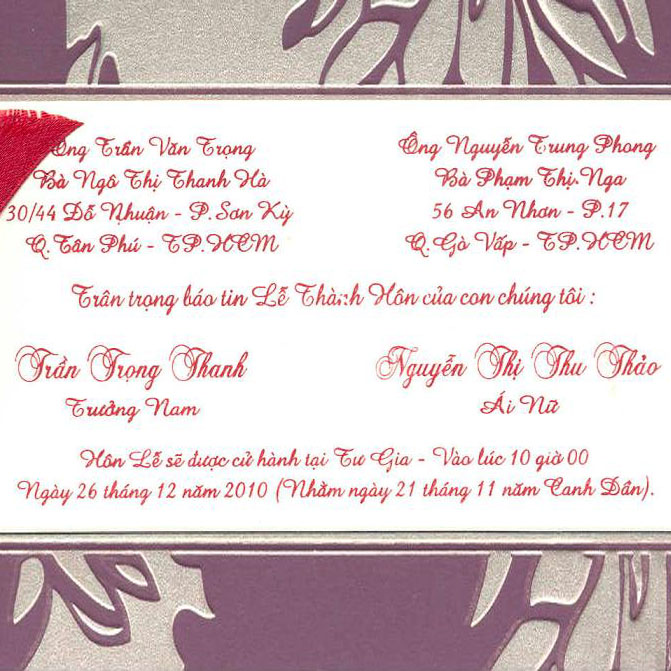 Ông Trần Văn Trọng
Bà Ngô Thị Thanh Hà
30/44 Đỗ Nhuận - P.Sơn Kỳ
Q.Tân Phú - TP.HCM
Ông Nguyễn Trung Phong
Bà Phạm Thị Nga
56 An Nhơn - P.17
Q.Gò Vấp - TP.HCM
Trân trọng báo tin Lễ Thành Hôn của con chúng tôi :
Trần Trọng Thanh
Trưởng Nam
Nguyễn Thị Thu Thảo
Ái Nữ
Hôn Lễ sẽ được cử hành tại Tư Gia - Vào lúc 10 giờ 00
Ngày 26 tháng 12 năm 2010 (Nhằm ngày 21 tháng 11 năm Canh Dần).